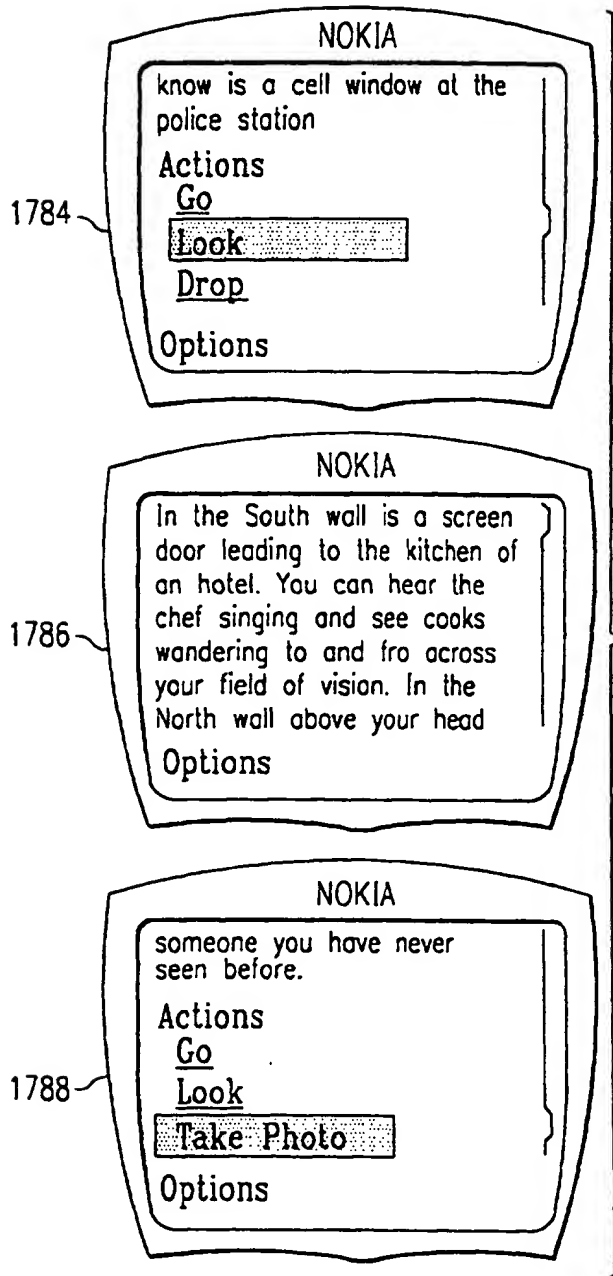 NOKIA
know is a cell window at the
police station
Actions
Go
1784
Look
Drop
Options
NOKIA
In the South wall is a screen
door leading to the kitchen of
an hotel. You can hear the
chef singing and see cooks
1786
wandering to and fro across
your field of vision. In the
North wall above your head
Options
NOKIA
someone you have never
seen before.
Actions
Go
Look
1788
Take Photo
Options